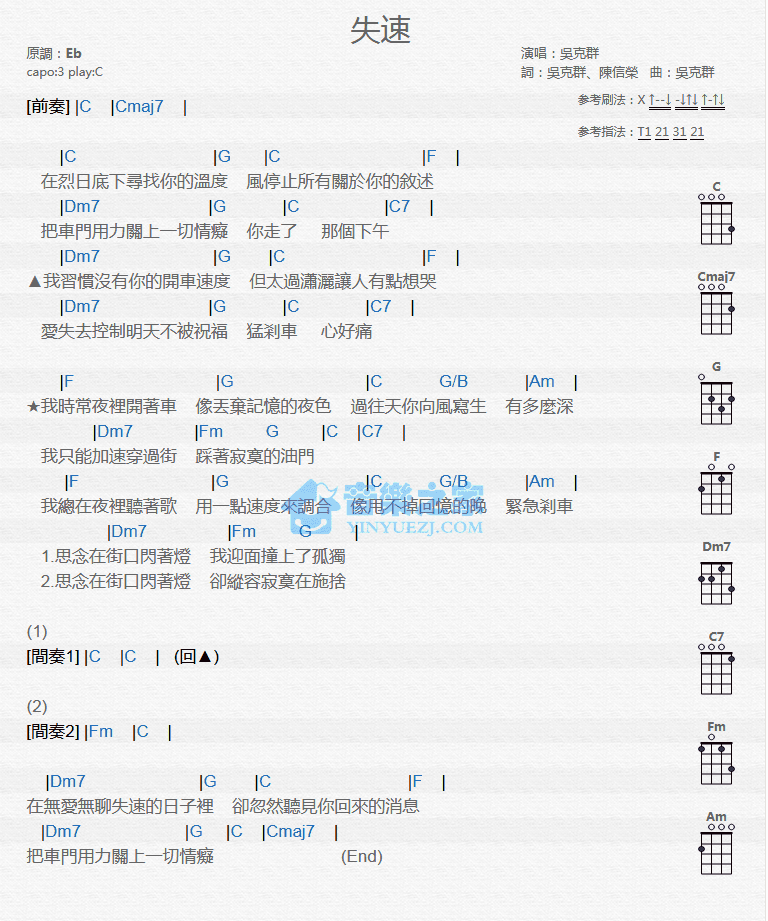 失速
原調：Eb
capo:3 play:C
演唱：吳克群
詞：吳克群、陳信榮 曲：吳克群
参考刷法：X ↑--↓ -↓↑↓ ↑-↑↓
参考指法：T1 21 31 21
[前奏] |C |Cmaj7 |
|C |G |C |F |
在烈日底下尋找你的溫度 風停止所有關於你的敘述
|Dm7 |G |C |C7 |
把車門用力關上一切情癡 你走了 那個下午
|Dm7 |G |C |F |
▲我習慣沒有你的開車速度 但太過瀟灑讓人有點想哭
|Dm7 |G |C |C7 |
愛失去控制明天不被祝福 猛剎車 心好痛
|F |G |C G/B |Am |
★我時常夜裡開著車 像丟棄記憶的夜色 過往天你向風寫生 有多麼深
|Dm7 |Fm G |C |C7 |
我只能加速穿過街 踩著寂寞的油門
|F |G |C G/B |Am |
我總在夜裡聽著歌 用一點速度來調合 像甩不掉回憶的晚 緊急剎車
|Dm7 |Fm G |
1.思念在街口閃著燈 我迎面撞上了孤獨
2.思念在街口閃著燈 卻縱容寂寞在施捨
音樂之家
YINYUEZJ.COM
(1)
[間奏1] |C |C | (回▲)
(2)
[間奏2] |Fm |C |
|Dm7 |G |C |F |
在無愛無聊失速的日子裡 卻忽然聽見你回來的消息
|Dm7 |G |C |Cmaj7 |
把車門用力關上一切情癡 (End)
C
Cmaj7
G
F
Dm7
C7
Fm
Am